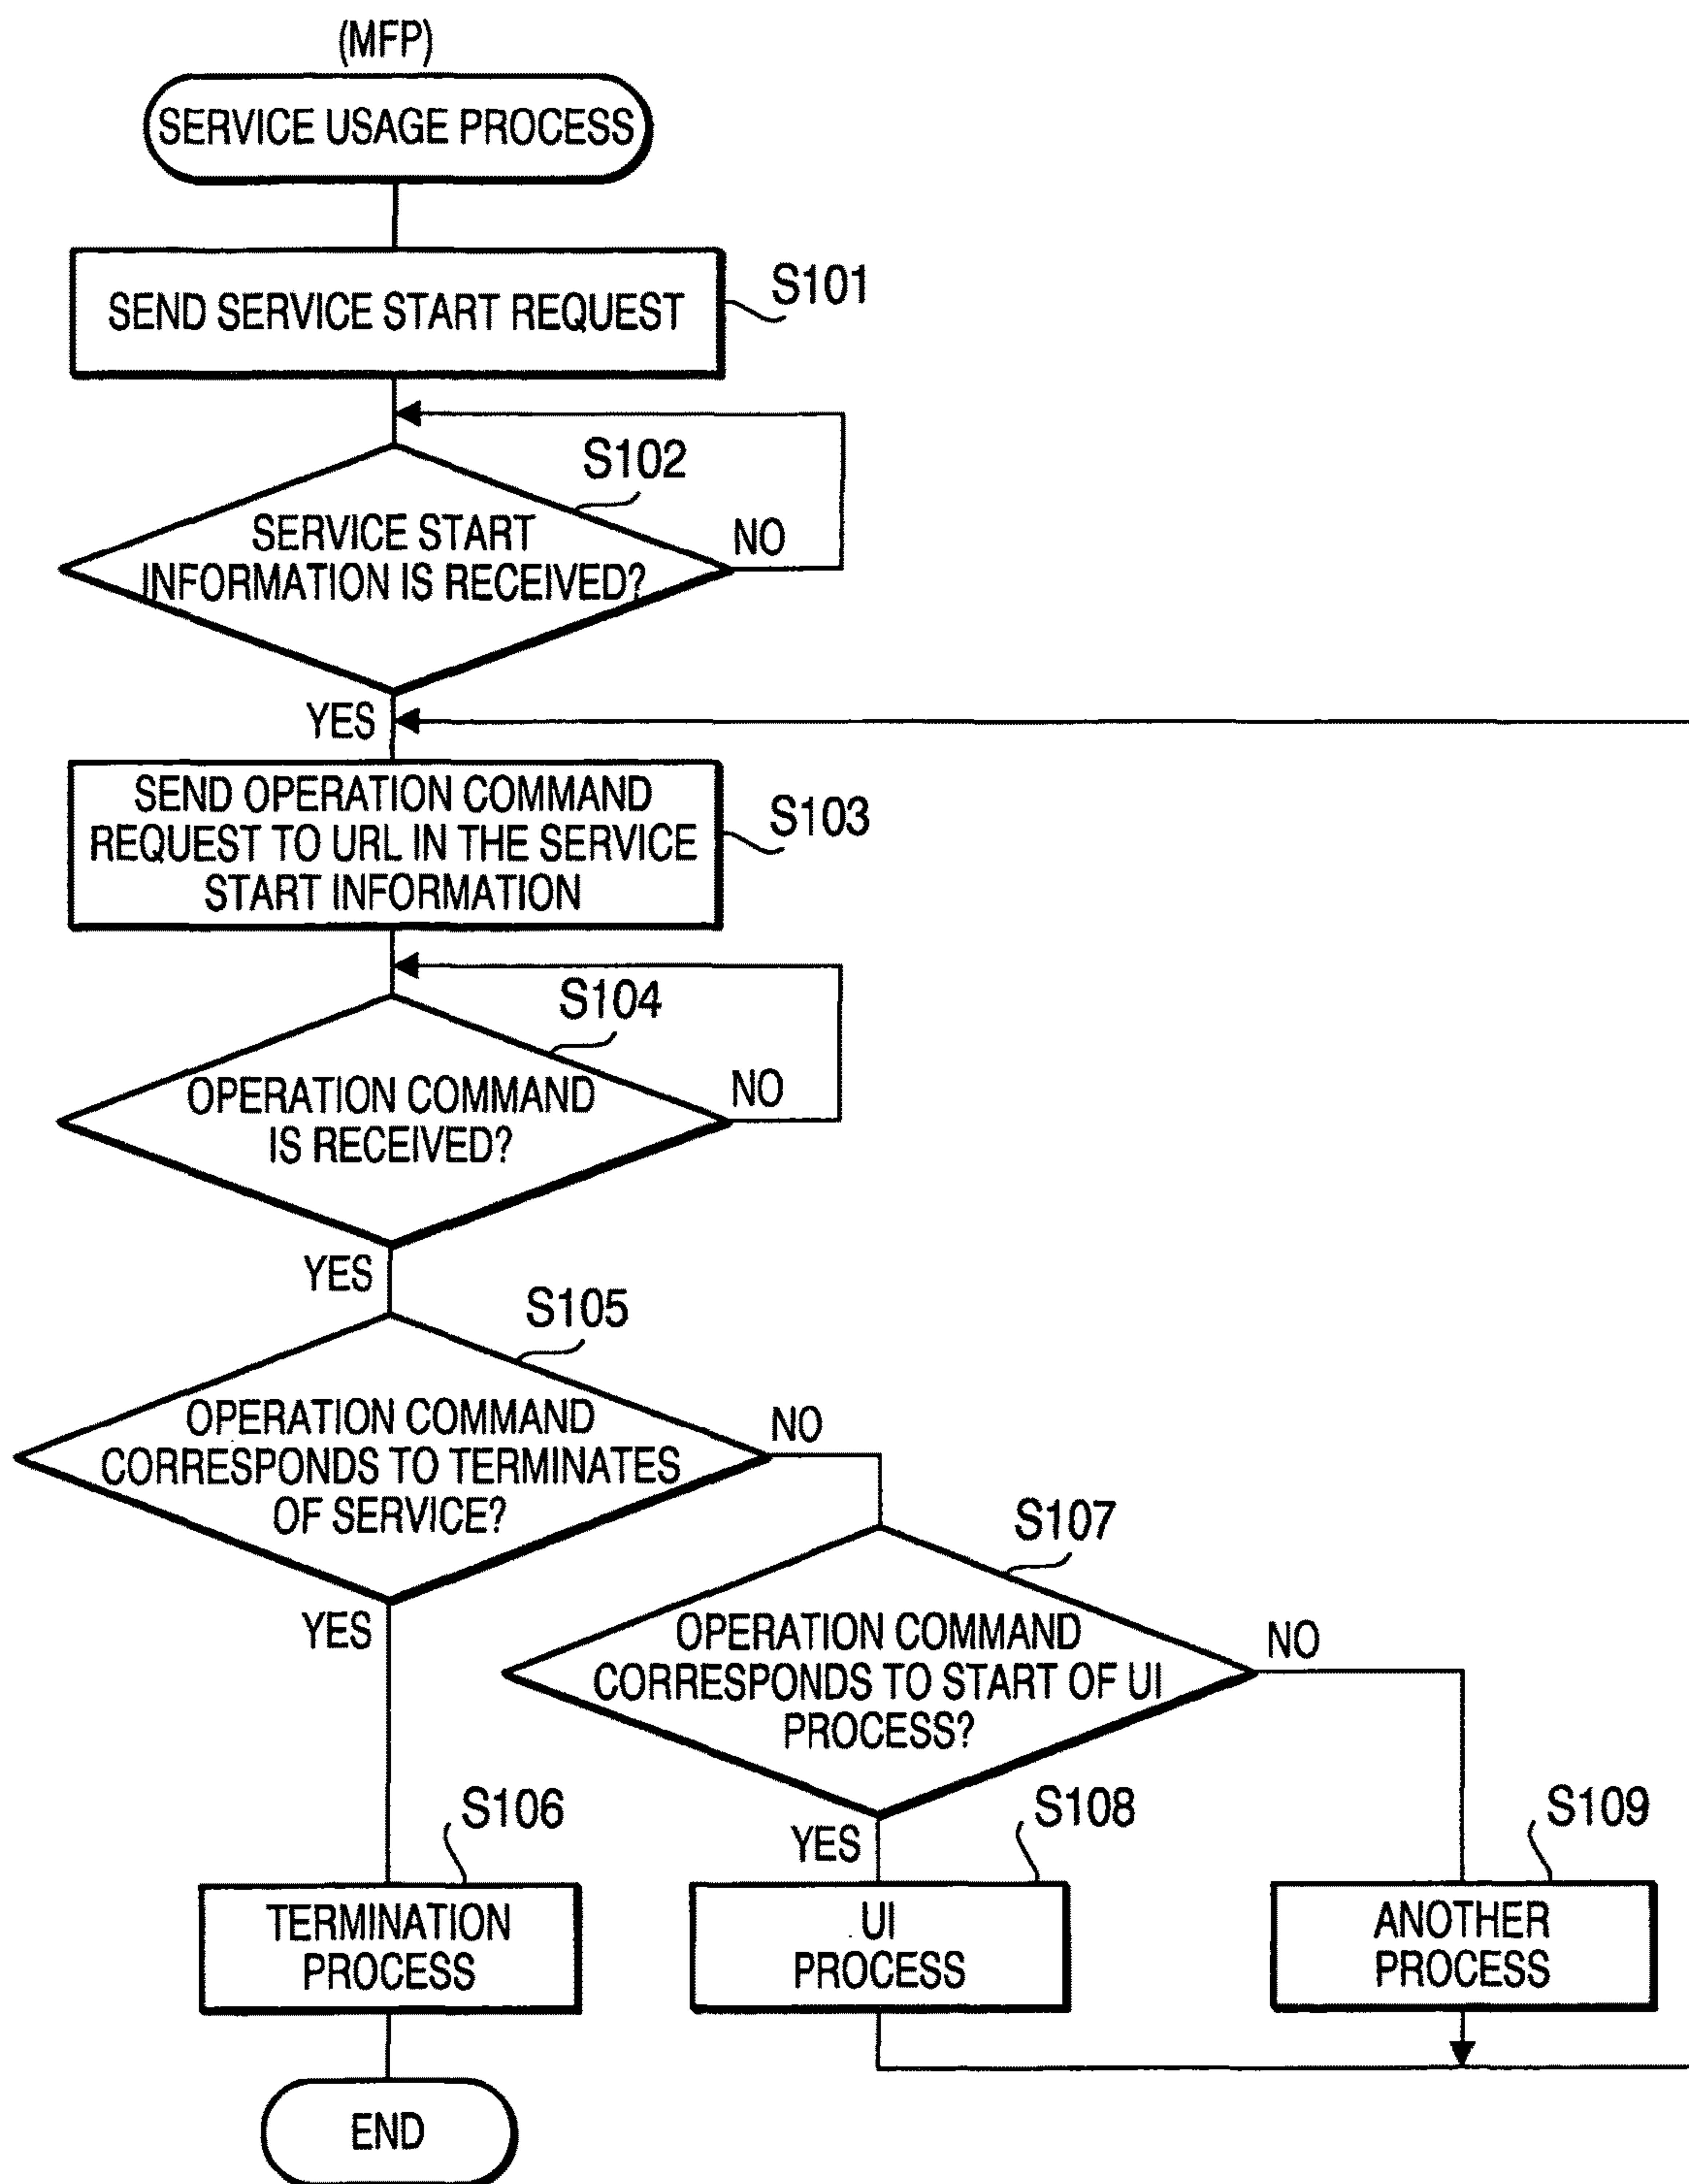 (MFP)
SERVICE USAGE PROCESS
SEND SERVICE START REQUEST
S101
S102
SERVICE START
INFORMATION IS RECEIVED?
NO
YES
SEND OPERATION COMMAND
REQUEST TO URL IN THE SERVICE
START INFORMATION
S103
S104
OPERATION COMMAND
IS RECEIVED?
NO
YES
S105
OPERATION COMMAND
CORRESPONDS TO TERMINATES
OF SERVICE?
NO
YES
S107
OPERATION COMMAND
CORRESPONDS TO START OF UI
PROCESS?
NO
YES
S106
TERMINATION
PROCESS
S108
UI
PROCESS
S109
ANOTHER
PROCESS
END